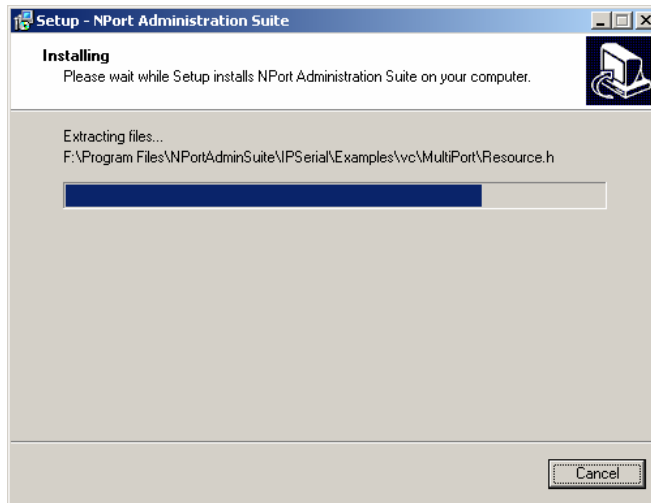 Setup - NPort Administration Suite
Installing
Please wait while Setup installs NPort Administration Suite on your computer.
Extracting files...
F:\Program Files\NPortAdminSuite\IPSerial\Examples\vc\MultiPort\Resource.h
Cancel